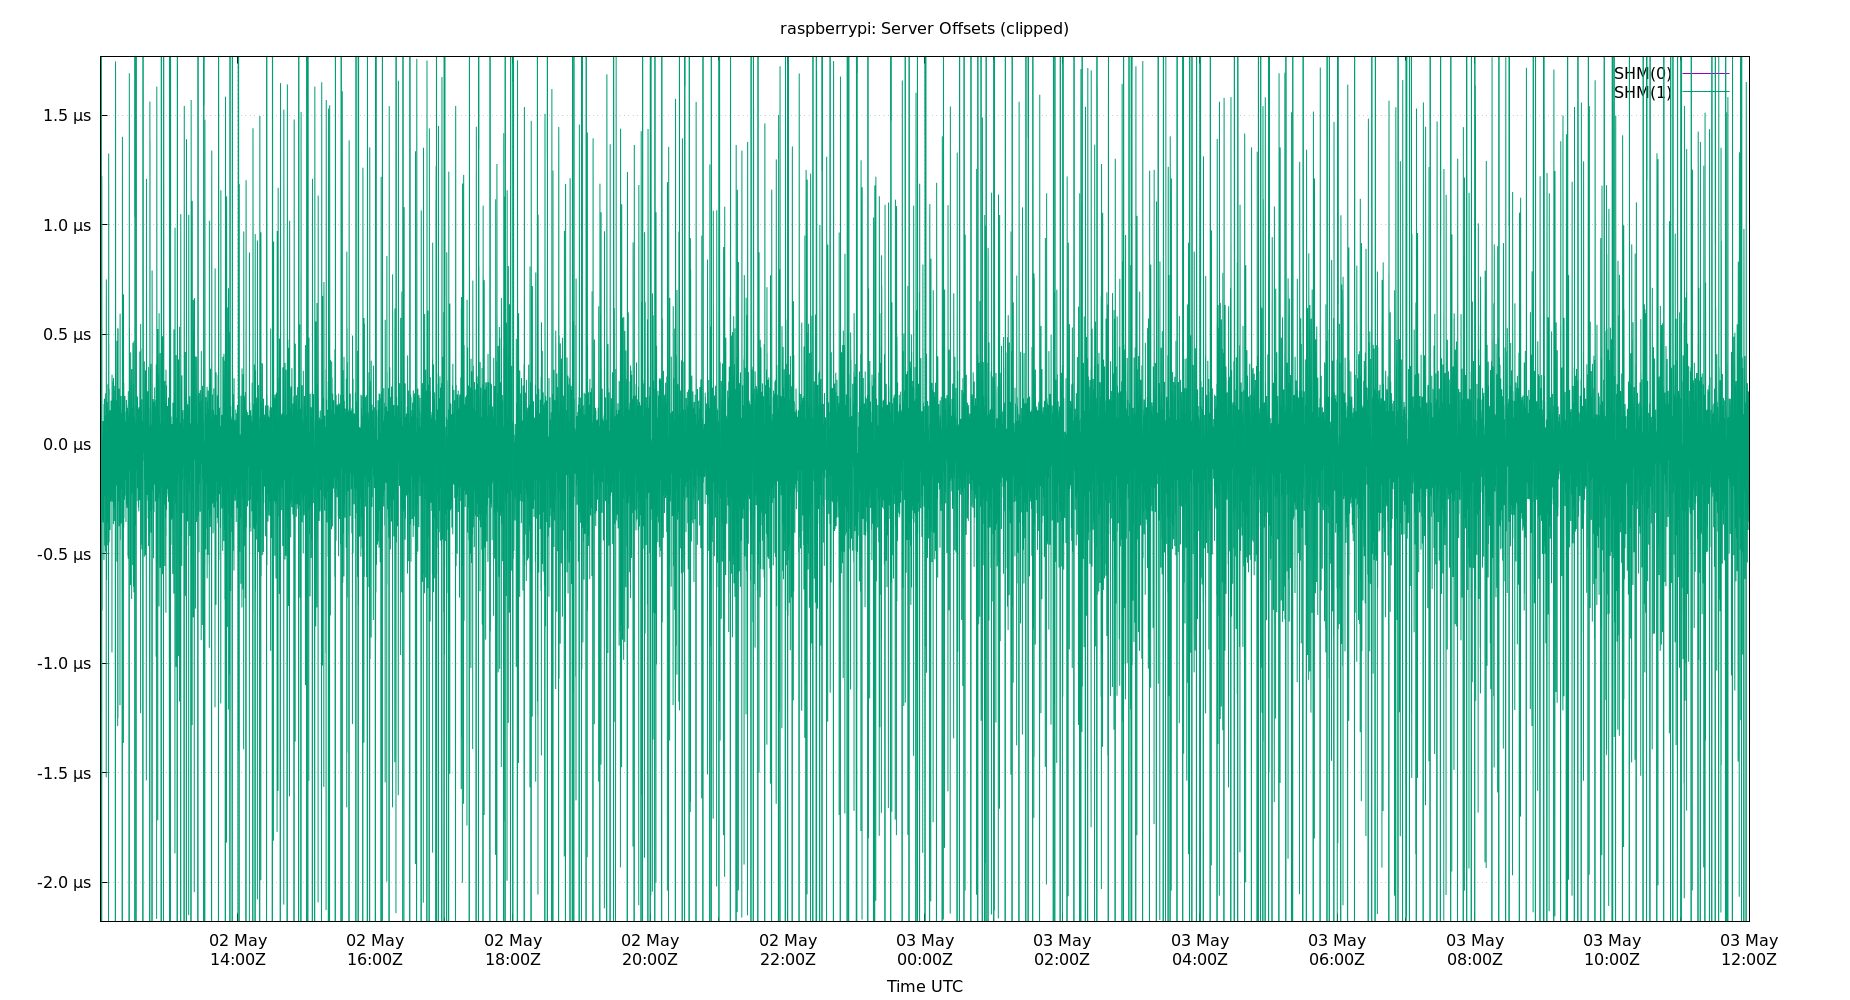 raspberrypi: Server Offsets (clipped)
SHM(0)
SHM(1)
1.5 µs
1.0 µs
0.5 µs
0.0 µs
-0.5 µs
-1.0 µs
-1.5 µs
-2.0 µs
02 May 02 May 02 May 02 May 02 May 03 May 03 May 03 May 03 May 03 May 03 May 03 May
14:00Z 16:00Z 18:00Z 20:00Z 22:00Z 00:00Z 02:00Z 04:00Z 06:00Z 08:00Z 10:00Z 12:00Z
Time UTC